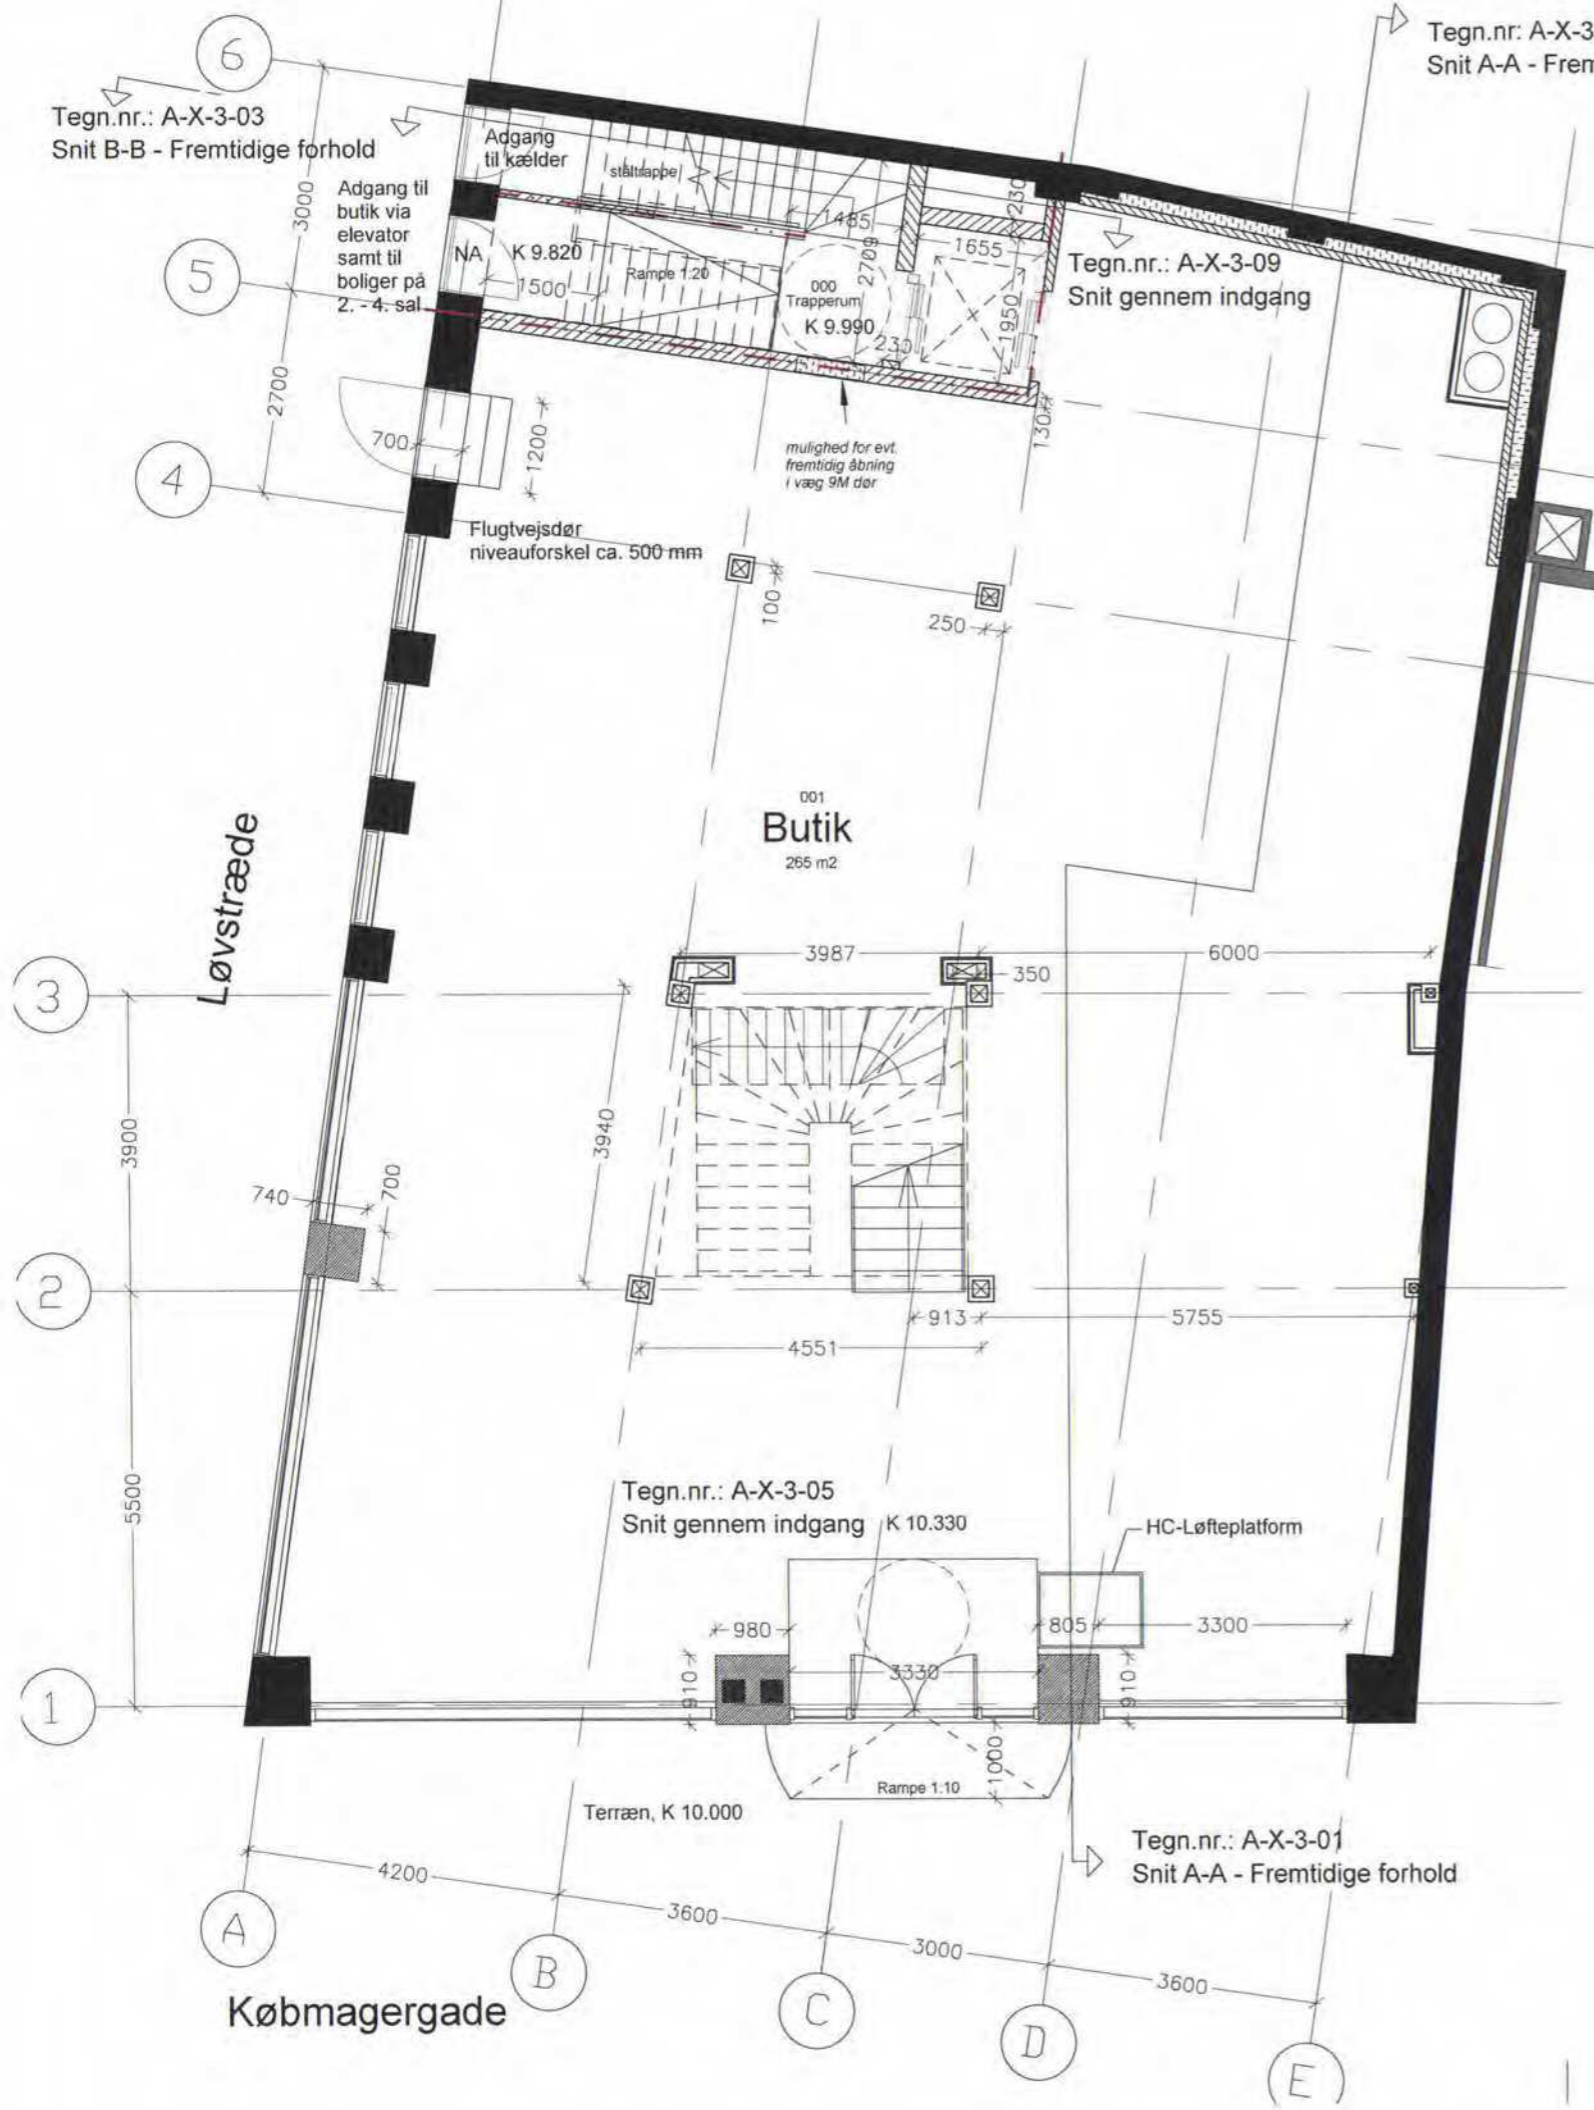 6
Tegn.nr.: A-X-3-03
Snit B-B - Fremtidige forhold
Tegn.nr: A-X-3
Snit A-A - Frem
Adgang
til kælder
ståltrappe
Adgang til
butik via
elevator
samt til
boliger på
2. - 4. sal
3000
5
NA
K 9.820
1500
Rampe 1:20
1485
2709
000
Trapperum
K 9.990
230
1655
230
1950
Tegn.nr.: A-X-3-09
Snit gennem indgang
2700
700
1200
130
mulighed for evt.
fremtidig åbning
i væg 9M dør
4
Flugtvejsdør
niveauforskel ca. 500 mm
100
250
001
Butik
265 m2
Løvstræde
3987
6000
350
3
3900
3940
740
700
2
913
5755
4551
5500
Tegn.nr.: A-X-3-05
Snit gennem indgang
K 10.330
HC-Løfteplatform
980
805
3300
910
3330
910
1
1000
Rampe 1:10
Terræn, K 10.000
Tegn.nr.: A-X-3-01
Snit A-A - Fremtidige forhold
4200
3600
3000
3600
A
B
C
D
E
Købmagergade